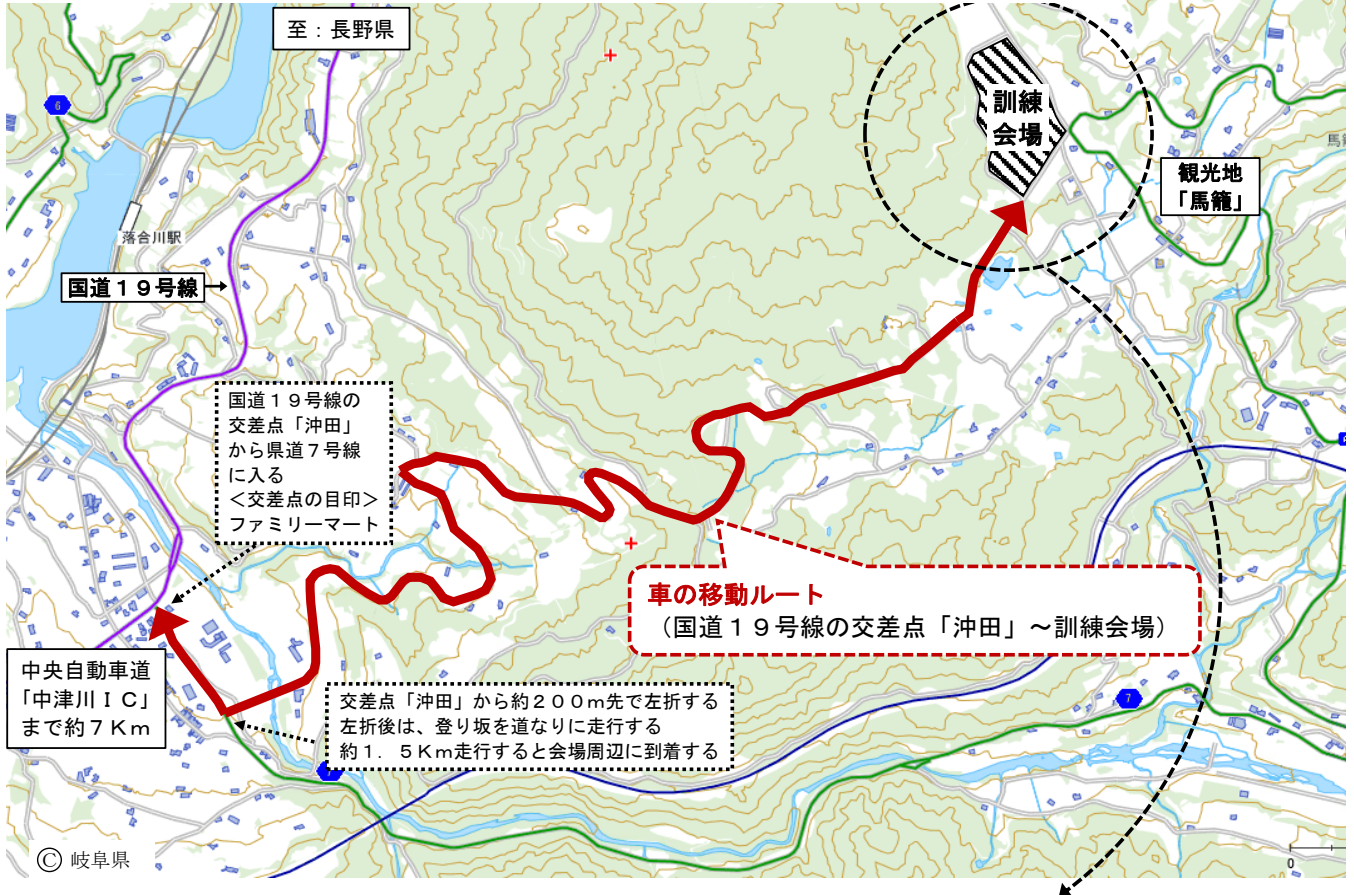 至：長野県
6
訓練
会場
観光地
「馬籠」
落合川駅
国道１９号線
国道１９号線の
交差点「沖田」
から県道７号線
に入る
＜交差点の目印＞
ファミリーマート
車の移動ルート
（国道１９号線の交差点「沖田」～訓練会場）
中央自動車道
「中津川ＩＣ」
まで約７Ｋｍ
交差点「沖田」から約２００ｍ先で左折する
左折後は、登り坂を道なりに走行する
約１．５Ｋｍ走行すると会場周辺に到着する
7
Ⓒ 岐阜県
0